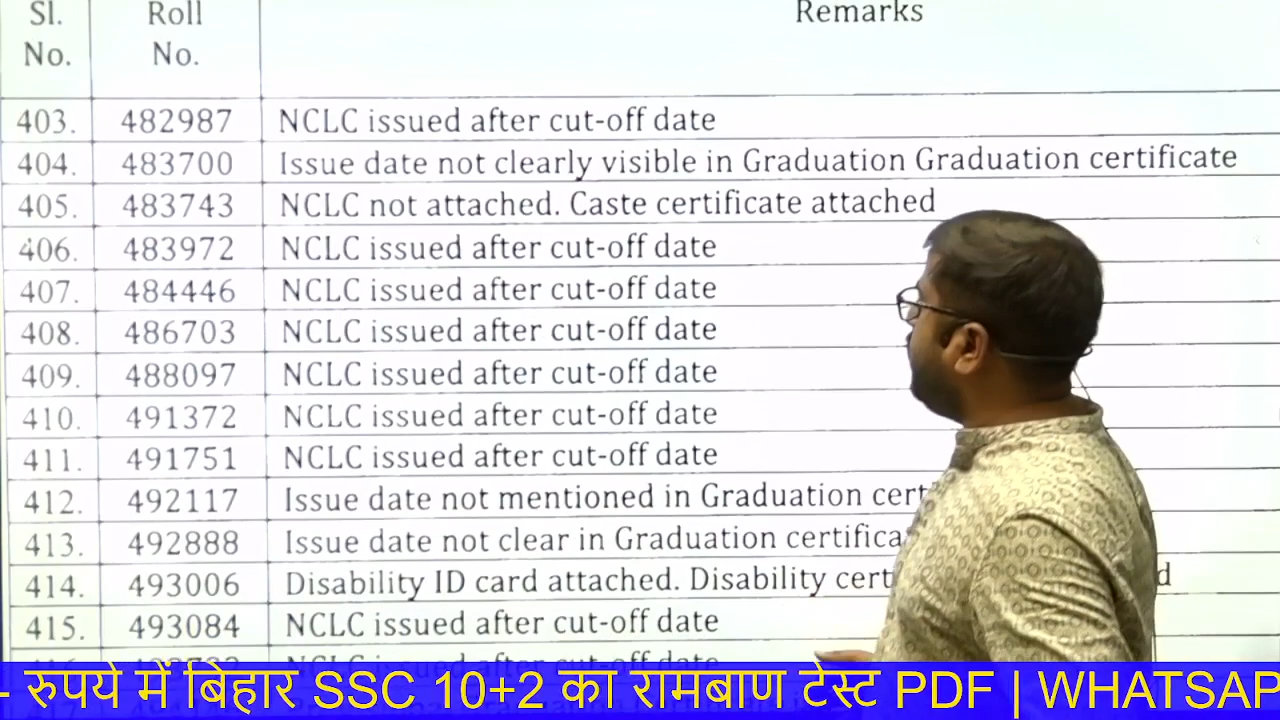 Sl. No. Roll No. Remarks
403. 482987 NCLC issued after cut-off date
404. 483700 Issue date not clearly visible in Graduation Graduation certificate
405. 483743 NCLC not attached. Caste certificate attached
406. 483972 NCLC issued after cut-off date
407. 484446 NCLC issued after cut-off date
408. 486703 NCLC issued after cut-off date
409. 488097 NCLC issued after cut-off date
410. 491372 NCLC issued after cut-off date
411. 491751 NCLC issued after cut-off date
412. 492117 Issue date not mentioned in Graduation
413. 492888 Issue date not clear in Graduation
414. 493006 Disability ID card attached. Disability
415. 493084 NCLC issued after cut-off date
NCLC issued after cut-off date
- रुपये में बिहार SSC 10+2 का रामबाण टेस्ट PDF | WHATSAP